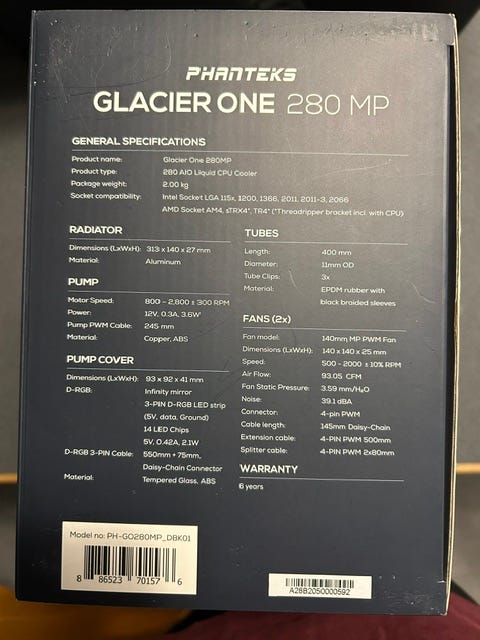 PHANTEKS
GLACIER ONE 280 MP
GENERAL SPECIFICATIONS
Product name: Glacier One 280MP
Product type: 280 AIO Liquid CPU Cooler
Package weight: 2.00 kg
Socket compatibility: Intel Socket LGA 115x, 1200, 1366, 2011, 2011-3, 2066
AMD Socket AM4, sTRX4*, TR4* (*Threadripper bracket incl. with CPU)
RADIATOR
Dimensions (LxWxH): 313 x 140 x 27 mm
Material: Aluminum
PUMP
Motor Speed: 800 - 2,800 ± 300 RPM
Power: 12V, 0.3A, 3.6W
Pump PWM Cable: 245 mm
Material: Copper, ABS
PUMP COVER
Dimensions (LxWxH): 93 x 92 x 41 mm
D-RGB: Infinity mirror
3-PIN D-RGB LED strip
(5V, data, Ground)
14 LED Chips
5V, 0.42A, 2.1W
D-RGB 3-PIN Cable: 550mm + 75mm,
Daisy-Chain Connector
Material: Tempered Glass, ABS
TUBES
Length: 400 mm
Diameter: 11mm OD
Tube Clips: 3x
Material: EPDM rubber with
black braided sleeves
FANS (2x)
Fan model: 140mm MP PWM Fan
Dimensions (LxWxH): 140 x 140 x 25 mm
Speed: 500 - 2000 ± 10% RPM
Air Flow: 93.05 CFM
Fan Static Pressure: 3.59 mm/H₂O
Noise: 39.1 dBA
Connector: 4-pin PWM
Cable length: 145mm Daisy-Chain
Extension cable: 4-PIN PWM 500mm
Splitter cable: 4-PIN PWM 2x80mm
WARRANTY
6 years
Model no: PH-GO280MP_DBK01
8 86523 70157 6
A28B2050000592